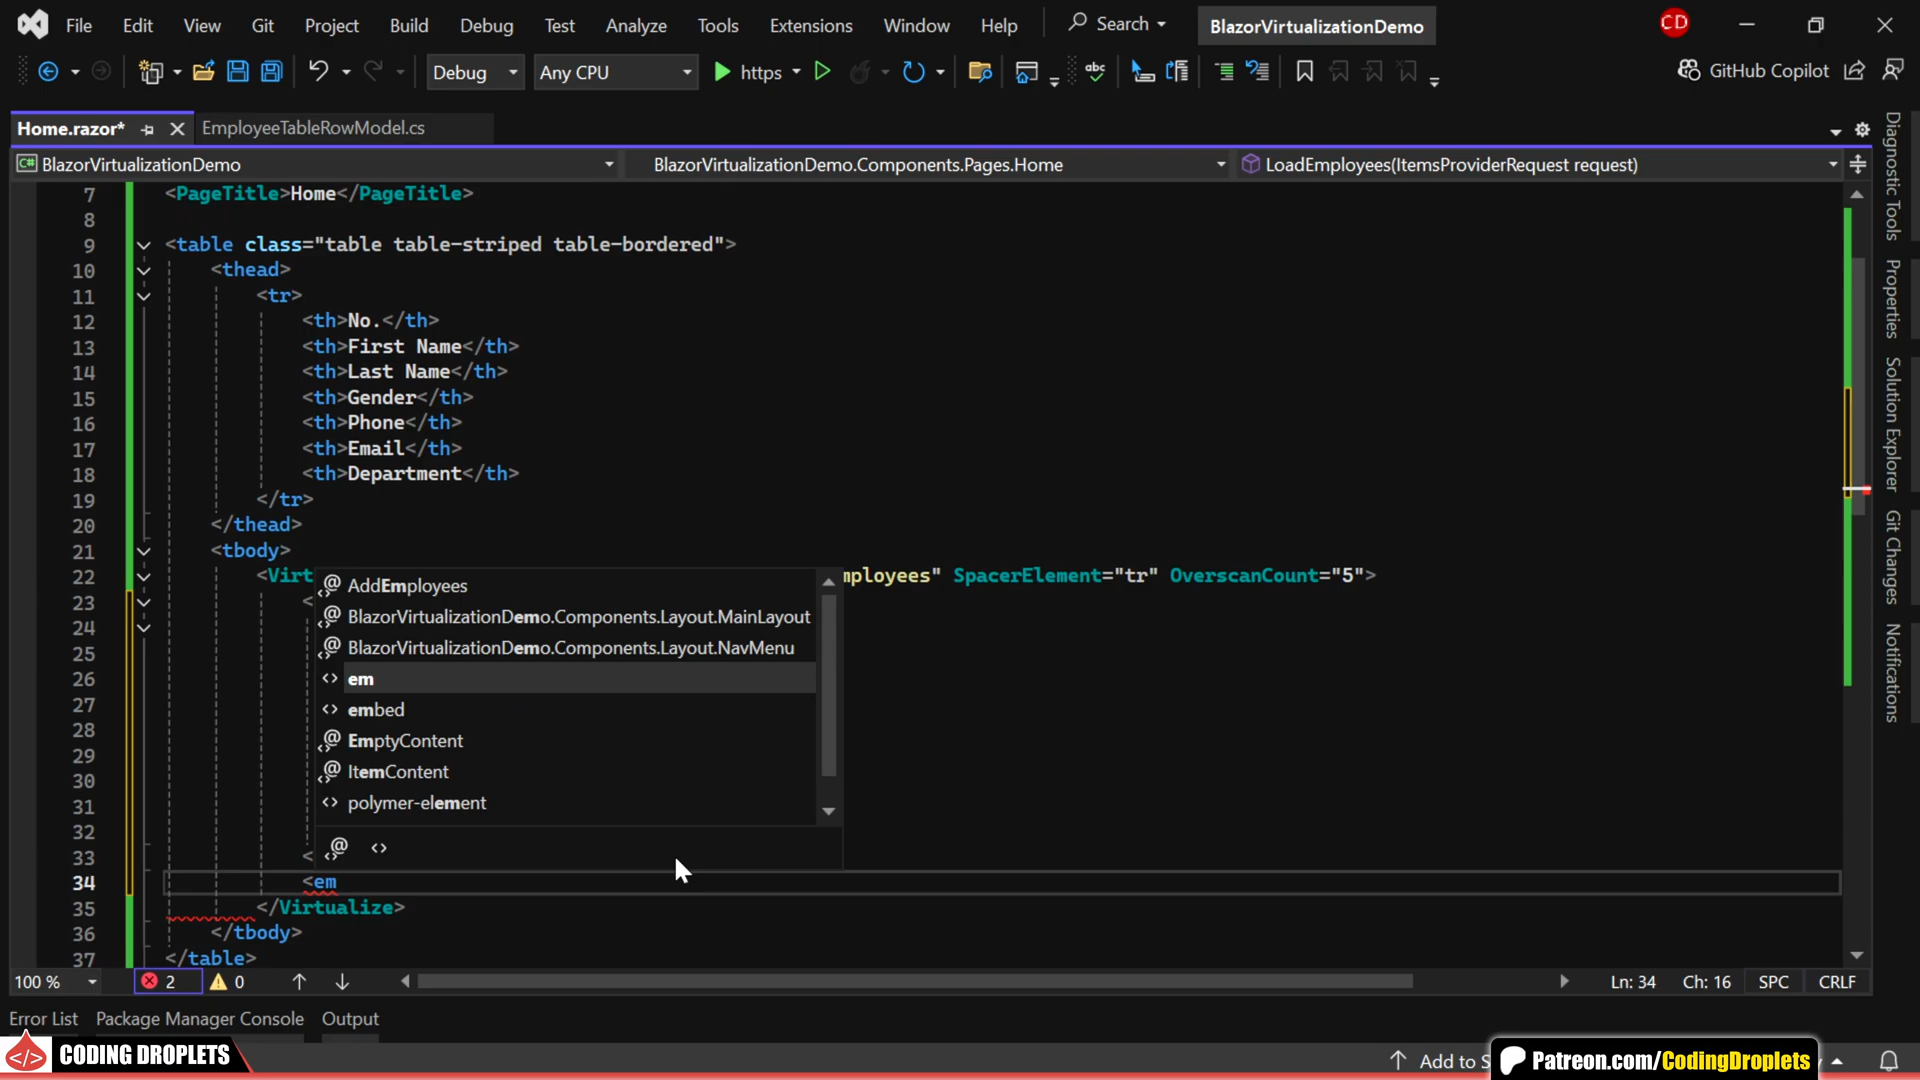 File Edit View Git Project Build Debug Test Analyze Tools Extensions Window Help Search BlazorVirtualizationDemo CD
Debug Any CPU https abc GitHub Copilot
Home.razor* EmployeeTableRowModel.cs
C# BlazorVirtualizationDemo BlazorVirtualizationDemo.Components.Pages.Home LoadEmployees(ItemsProviderRequest request)
7 <PageTitle>Home</PageTitle>
8
9 <table class="table table-striped table-bordered">
10 <thead>
11 <tr>
12 <th>No.</th>
13 <th>First Name</th>
14 <th>Last Name</th>
15 <th>Gender</th>
16 <th>Phone</th>
17 <th>Email</th>
18 <th>Department</th>
19 </tr>
20 </thead>
21 <tbody>
22 <Virt mployees" SpacerElement="tr" OverscanCount="5">
23 <
24
25
26
27
28
29
30
31
32
33 <
34 <em
35 </Virtualize>
36 </tbody>
37 </table>
AddEmployees
BlazorVirtualizationDemo.Components.Layout.MainLayout
BlazorVirtualizationDemo.Components.Layout.NavMenu
em
embed
EmptyContent
ItemContent
polymer-element
100 % 2 0 Ln: 34 Ch: 16 SPC CRLF
Error List Package Manager Console Output
Diagnostic Tools
Properties
Solution Explorer
Git Changes
Notifications
CODING DROPLETS
Add to S
Patreon.com/CodingDroplets